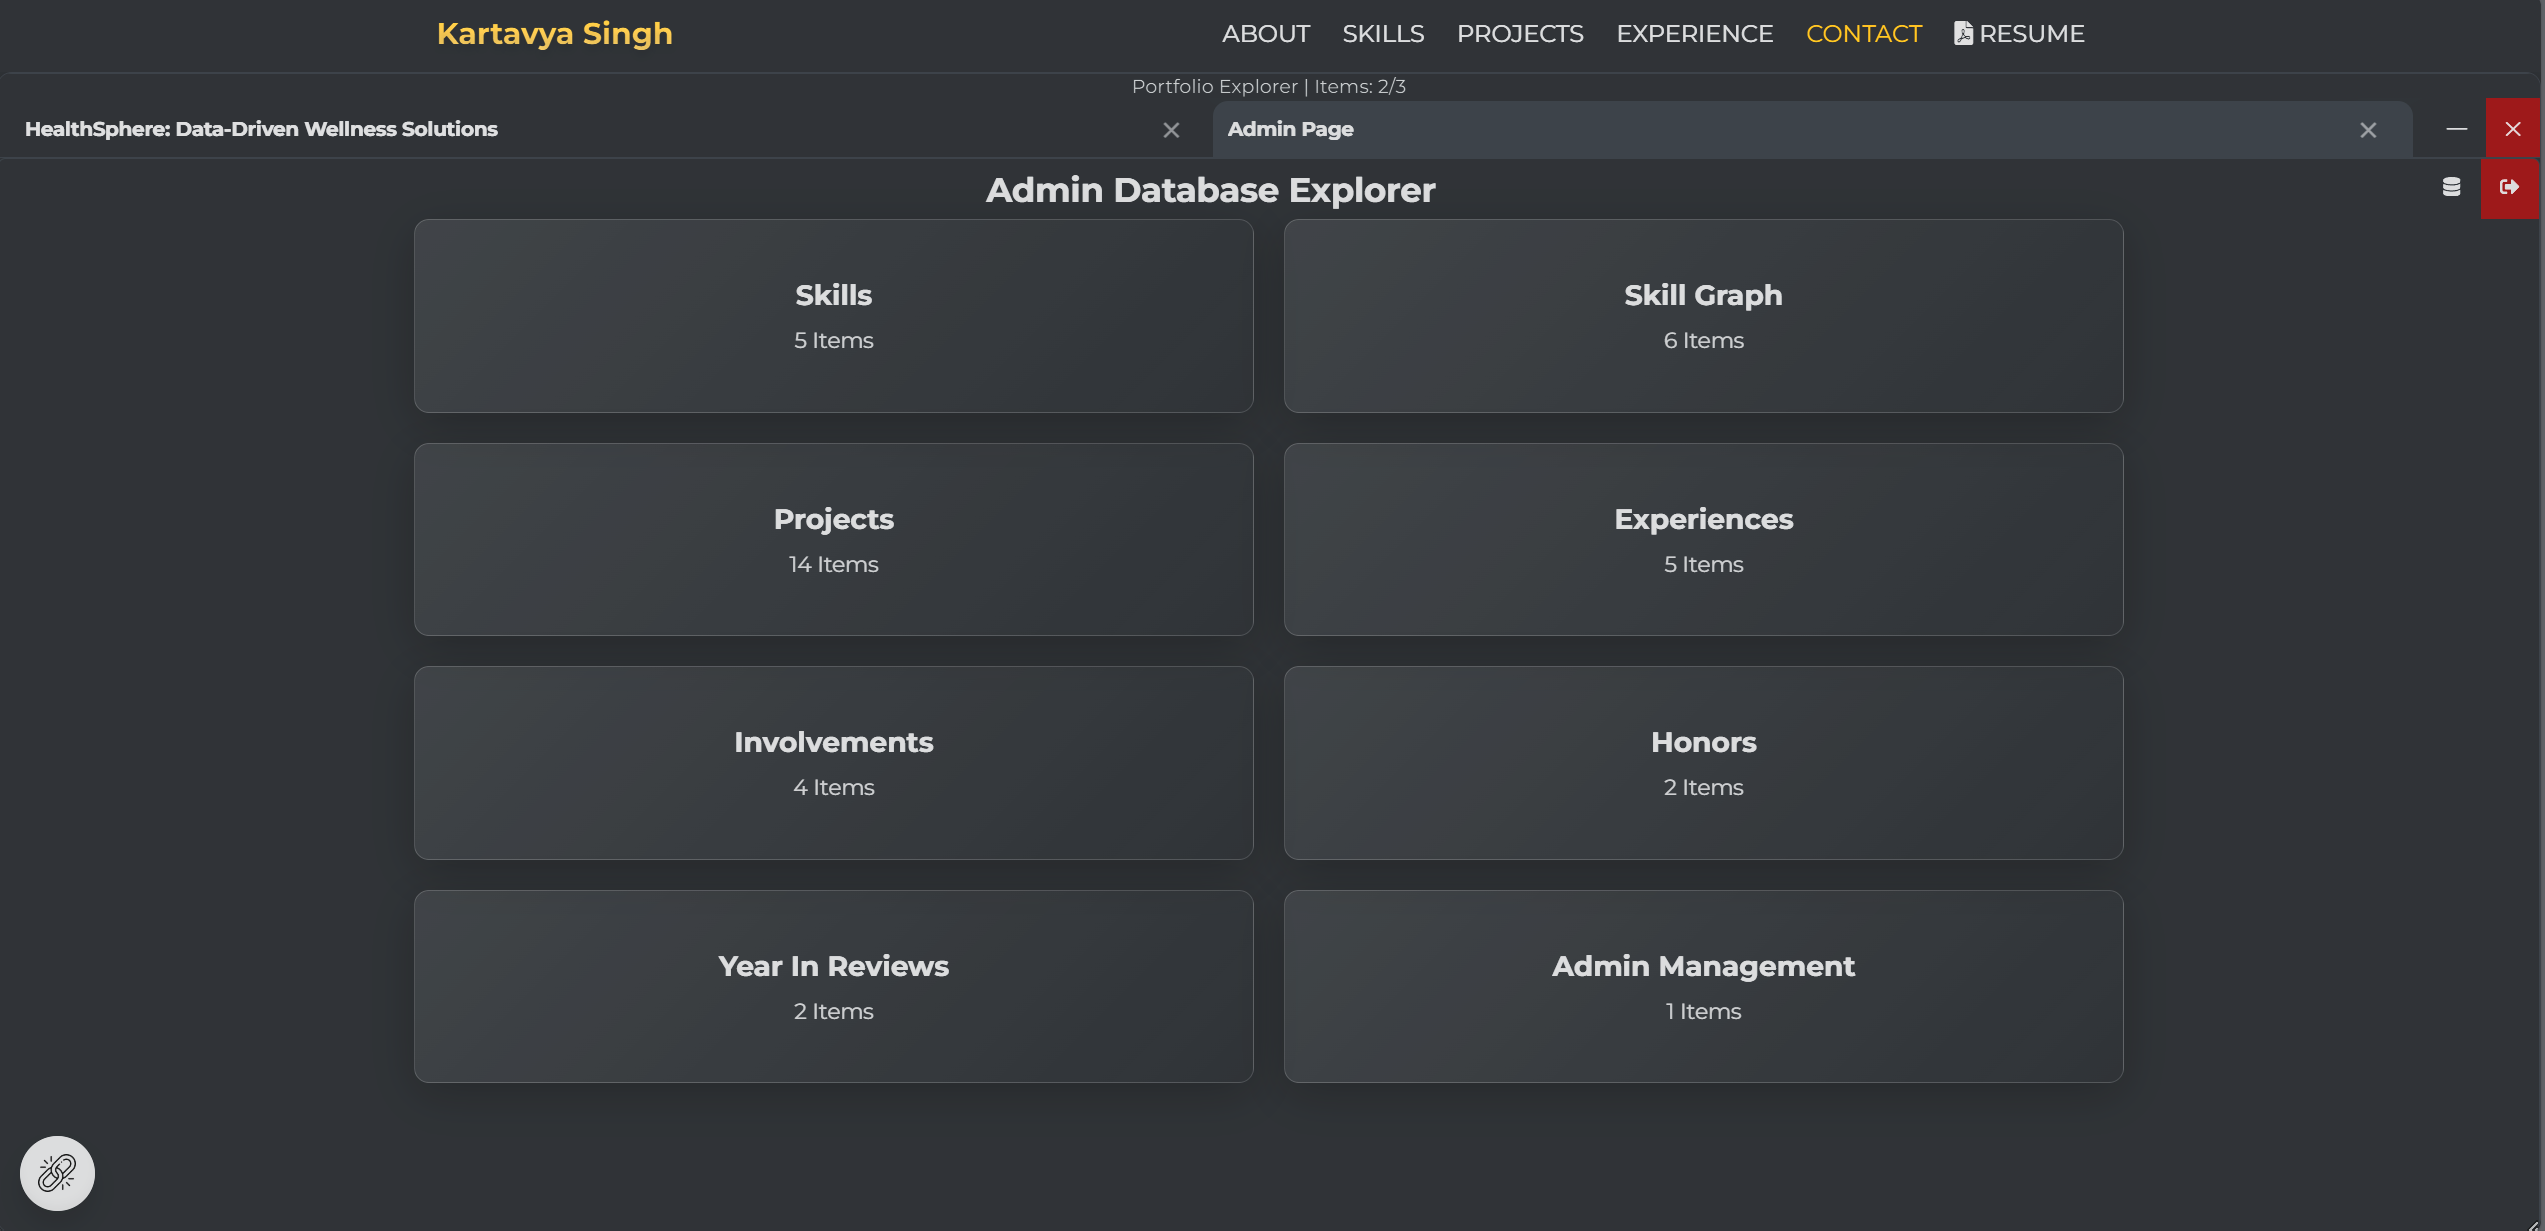 Kartavya Singh
ABOUT SKILLS PROJECTS EXPERIENCE CONTACT RESUME
Portfolio Explorer | Items: 2/3
HealthSphere: Data-Driven Wellness Solutions
Admin Page
Admin Database Explorer
Skills
5 Items
Skill Graph
6 Items
Projects
14 Items
Experiences
5 Items
Involvements
4 Items
Honors
2 Items
Year In Reviews
2 Items
Admin Management
1 Items